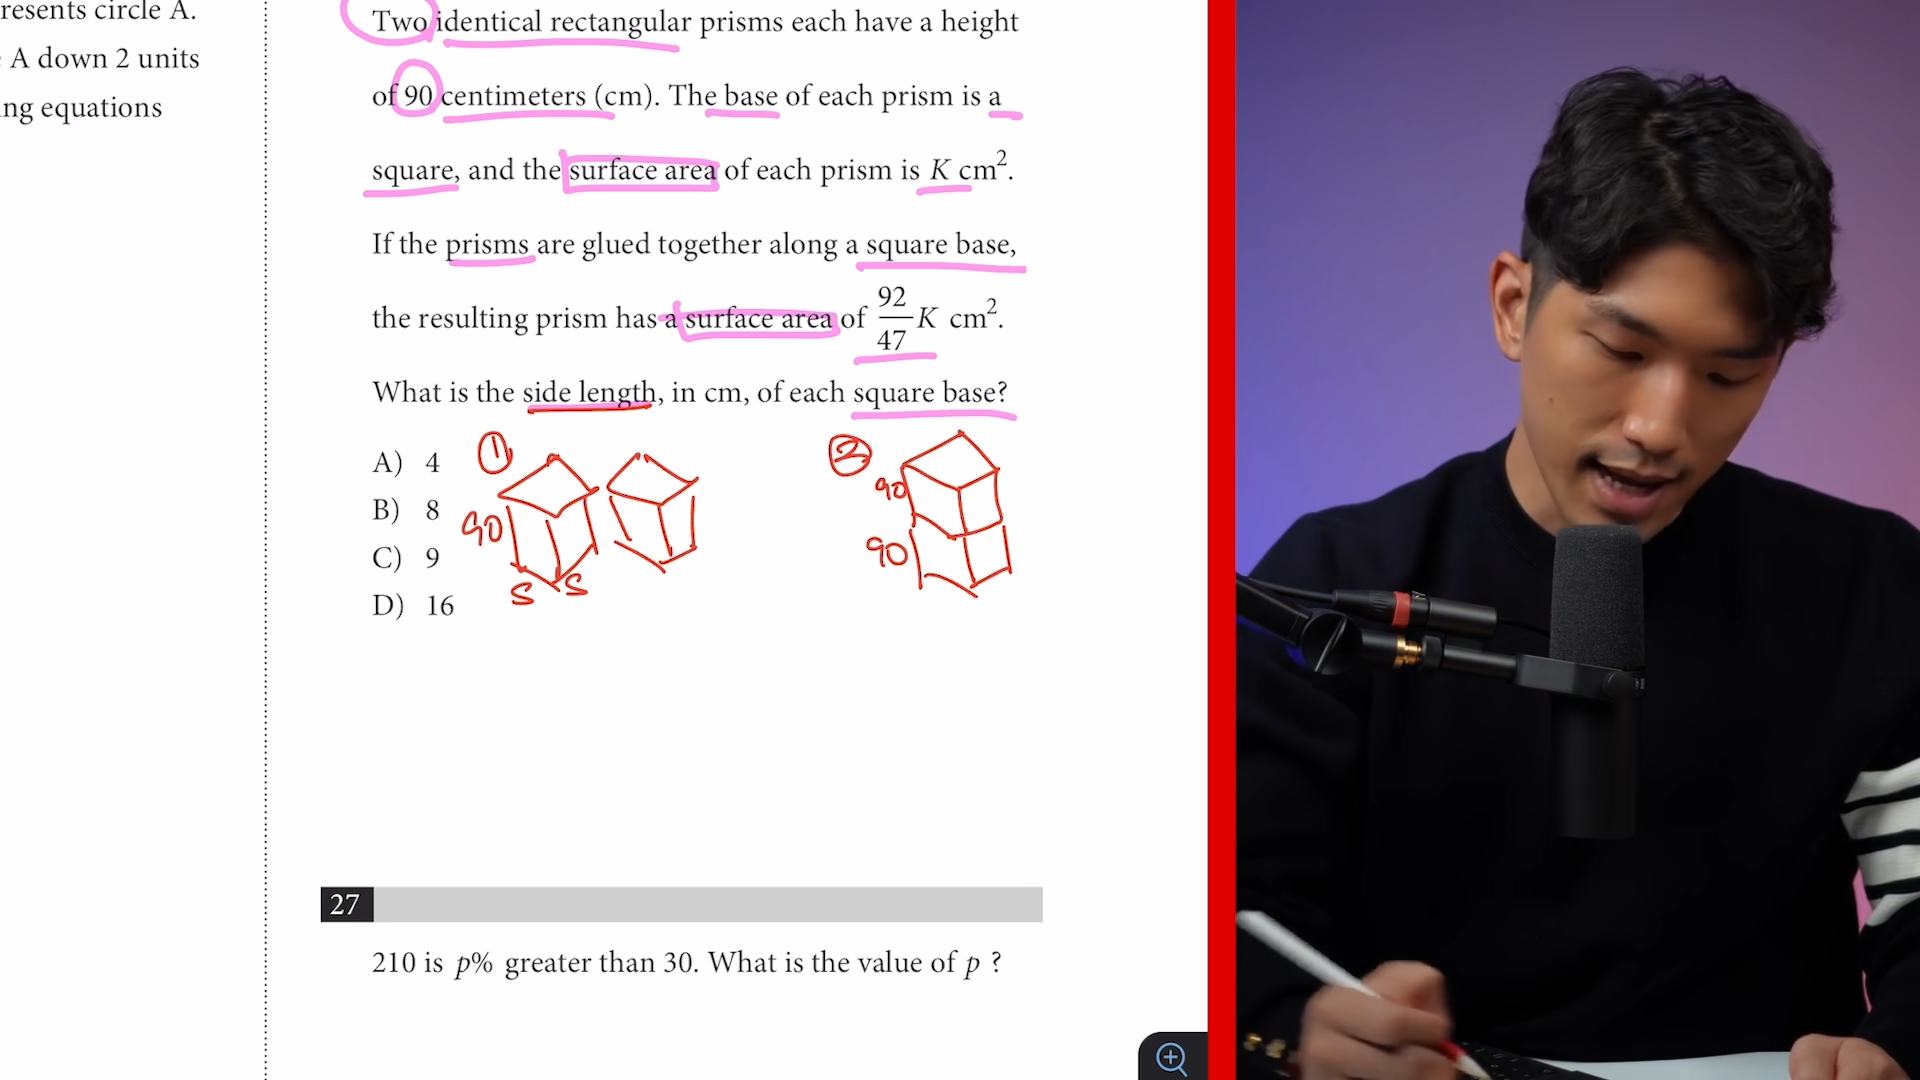 resents circle A.
A down 2 units
ng equations
Two identical rectangular prisms each have a height
of 90 centimeters (cm). The base of each prism is a
square, and the surface area of each prism is K cm².
If the prisms are glued together along a square base,
the resulting prism has a surface area of 92/47 K cm².
What is the side length, in cm, of each square base?
A) 4
B) 8
C) 9
D) 16
1
90
S S
2
90
90
27
210 is p% greater than 30. What is the value of p ?